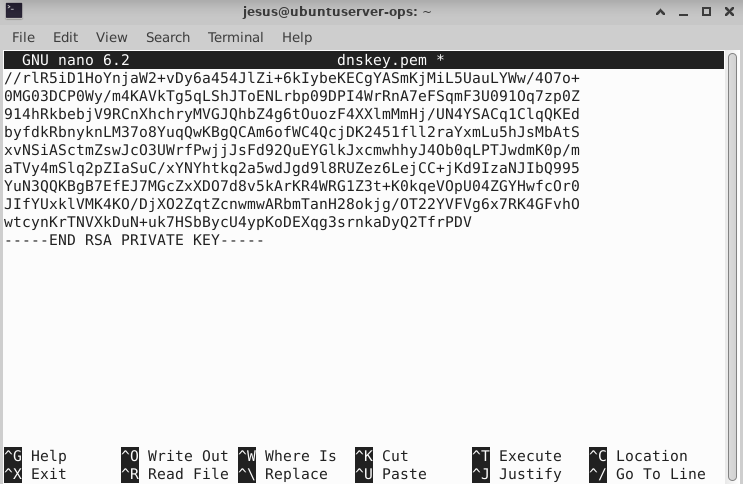 jesus@ubuntuserver-ops: ~
File Edit View Search Terminal Help
GNU nano 6.2 dnskey.pem *
//rlR5iD1HoYnjaW2+vDy6a454JlZi+6kIybeKECgYASmKjMiL5UauLYWw/4O7o+
0MG03DCP0Wy/m4KAVkTg5qLShJToENLrbp09DPI4WrRnA7eFSqmF3U091Oq7zp0Z
914hRkbebjV9RCnXhchryMVGJQhbZ4g6tOuozF4XXlmMmHj/UN4YSACq1ClqQKEd
byfdkRbnyknLM37o8YuqQwKBgQCAm6ofWC4QcjDK2451fll2raYxmLu5hJsMbAtS
xvNSiASctmZswJcO3UWrfPwjjJsFd92QuEYGlkJxcmwhhyJ4Ob0qLPTJwdmK0p/m
aTVy4mSlq2pZIaSuC/xYNYhtkq2a5wdJgd9l8RUZez6LejCC+jKd9IzaNJIbQ995
YuN3QQKBgB7EfEJ7MGcZxXDO7d8v5kArKR4WRG1Z3t+K0kqeVOpU04ZGYHwfcOr0
JIfYUxklVMK4KO/DjXO2ZqtZcnwmwARbmTanH28okjg/OT22YVFVg6x7RK4GFvhO
wtcynKrTNVXkDuN+uk7HSbBycU4ypKoDEXqg3srnkaDyQ2TfrPDV
-----END RSA PRIVATE KEY-----
^G Help ^O Write Out ^W Where Is ^K Cut ^T Execute ^C Location
^X Exit ^R Read File ^\ Replace ^U Paste ^J Justify ^/ Go To Line